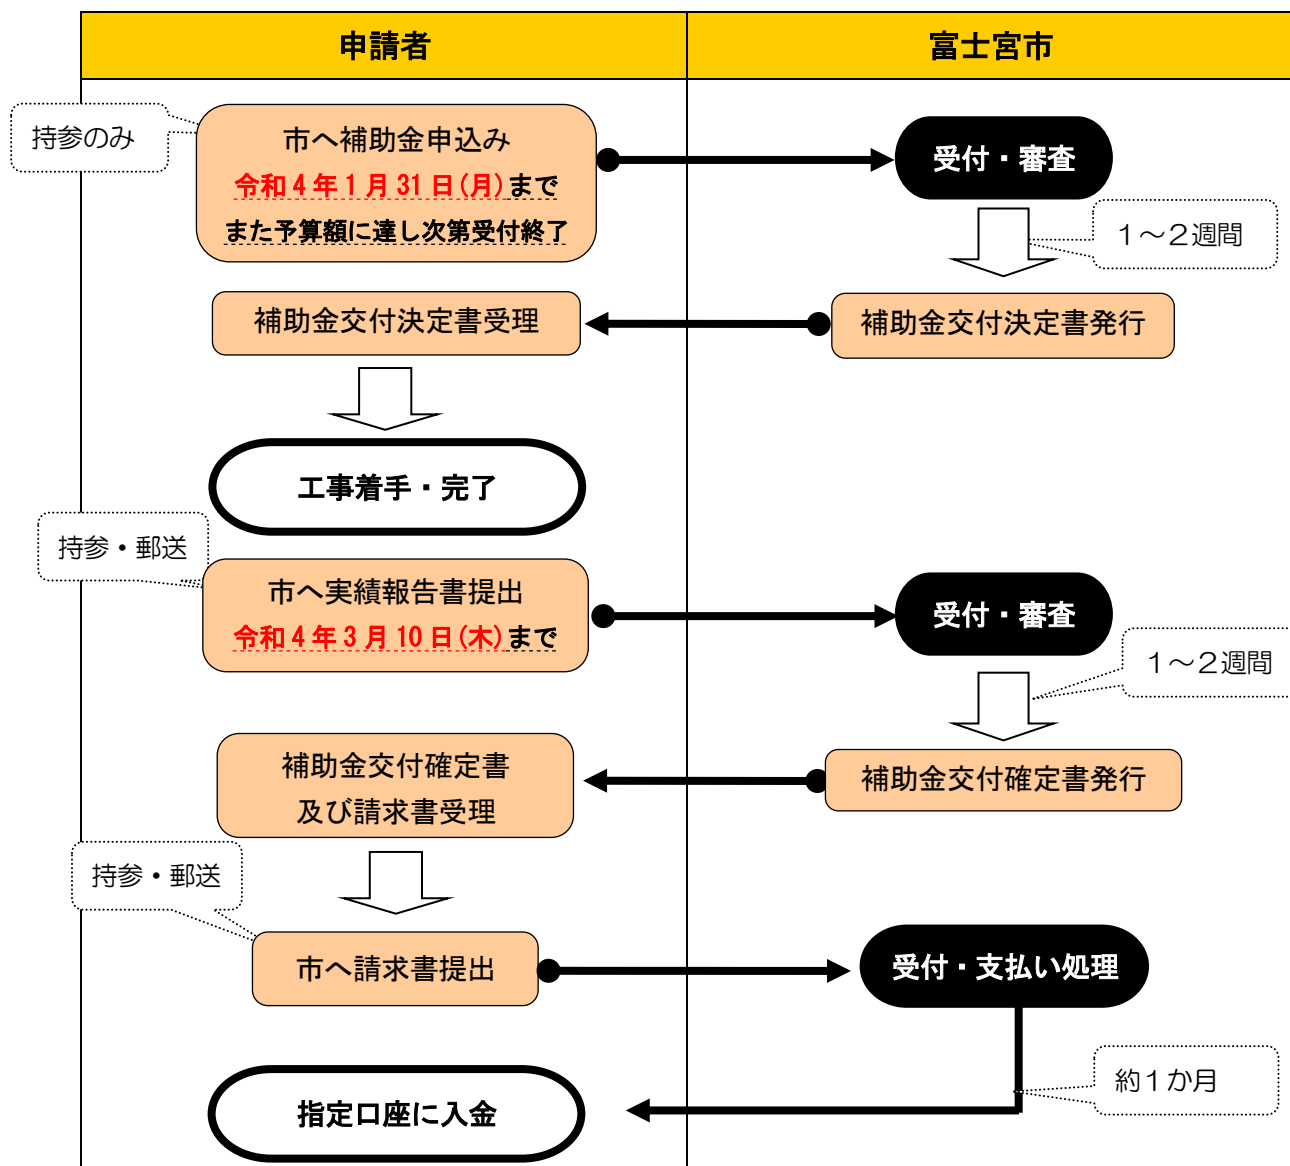 申請者
富士宮市
持参のみ
市へ補助金申込み
令和4年1月31日(月)まで
また予算額に達し次第受付終了
受付・審査
１～２週間
補助金交付決定書受理
補助金交付決定書発行
工事着手・完了
持参・郵送
市へ実績報告書提出
令和4年3月10日(木)まで
受付・審査
１～２週間
補助金交付確定書
及び請求書受理
補助金交付確定書発行
持参・郵送
市へ請求書提出
受付・支払い処理
約１か月
指定口座に入金